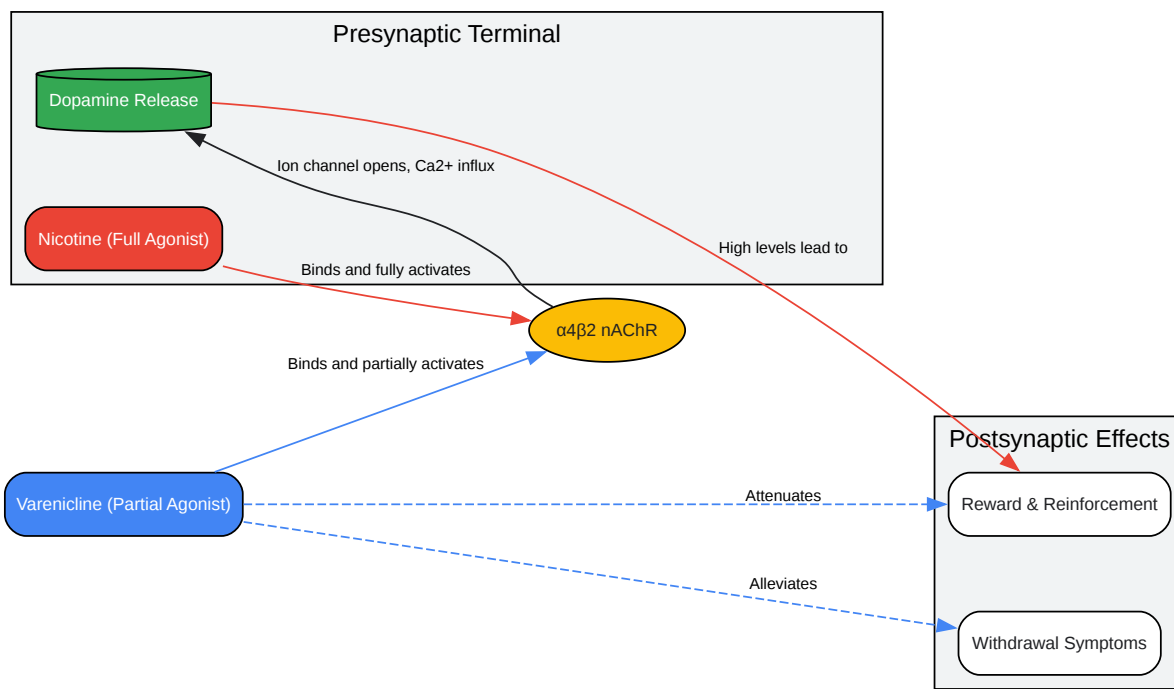 Presynaptic Terminal
Dopamine Release
Ion channel opens, Ca2+ influx
Nicotine (Full Agonist)
High levels lead to
Binds and fully activates
α4β2 nAChR
Binds and partially activates
Postsynaptic Effects
Varenicline (Partial Agonist)
Attenuates
Reward & Reinforcement
Alleviates
Withdrawal Symptoms